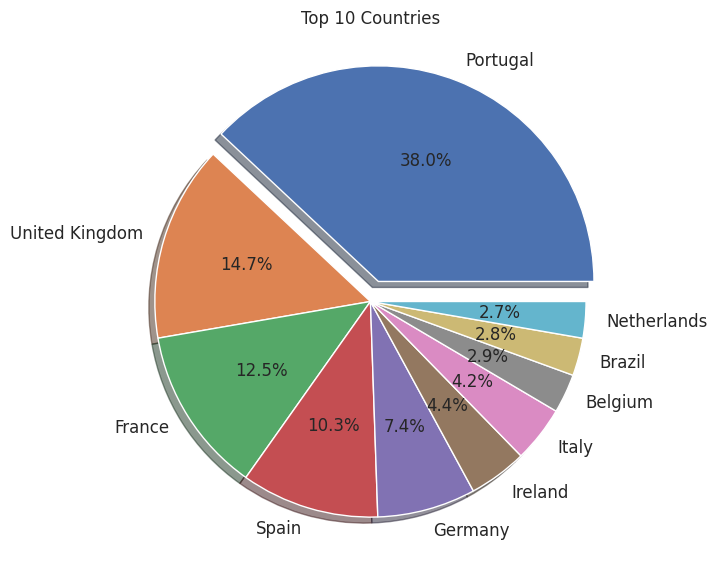 Top 10 Countries
Portugal
38.0%
United Kingdom
14.7%
France
12.5%
Spain
10.3%
Germany
7.4%
Ireland
4.4%
Italy
4.2%
Belgium
2.9%
Brazil
2.8%
Netherlands
2.7%